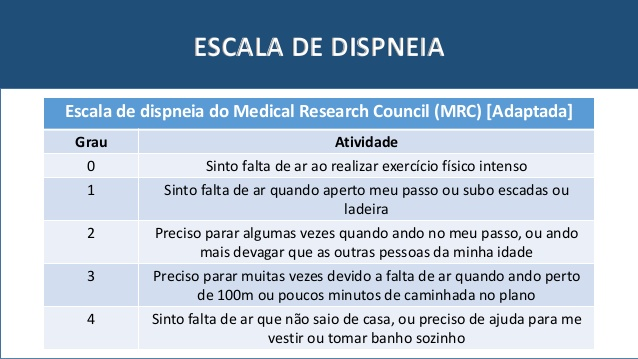 ESCALA DE DISPNEIA
Escala de dispneia do Medical Research Council (MRC) [Adaptada]
Grau Atividade
0 Sinto falta de ar ao realizar exercício físico intenso
1 Sinto falta de ar quando aperto meu passo ou subo escadas ou
ladeira
2 Preciso parar algumas vezes quando ando no meu passo, ou ando
mais devagar que as outras pessoas da minha idade
3 Preciso parar muitas vezes devido a falta de ar quando ando perto
de 100m ou poucos minutos de caminhada no plano
4 Sinto falta de ar que não saio de casa, ou preciso de ajuda para me
vestir ou tomar banho sozinho